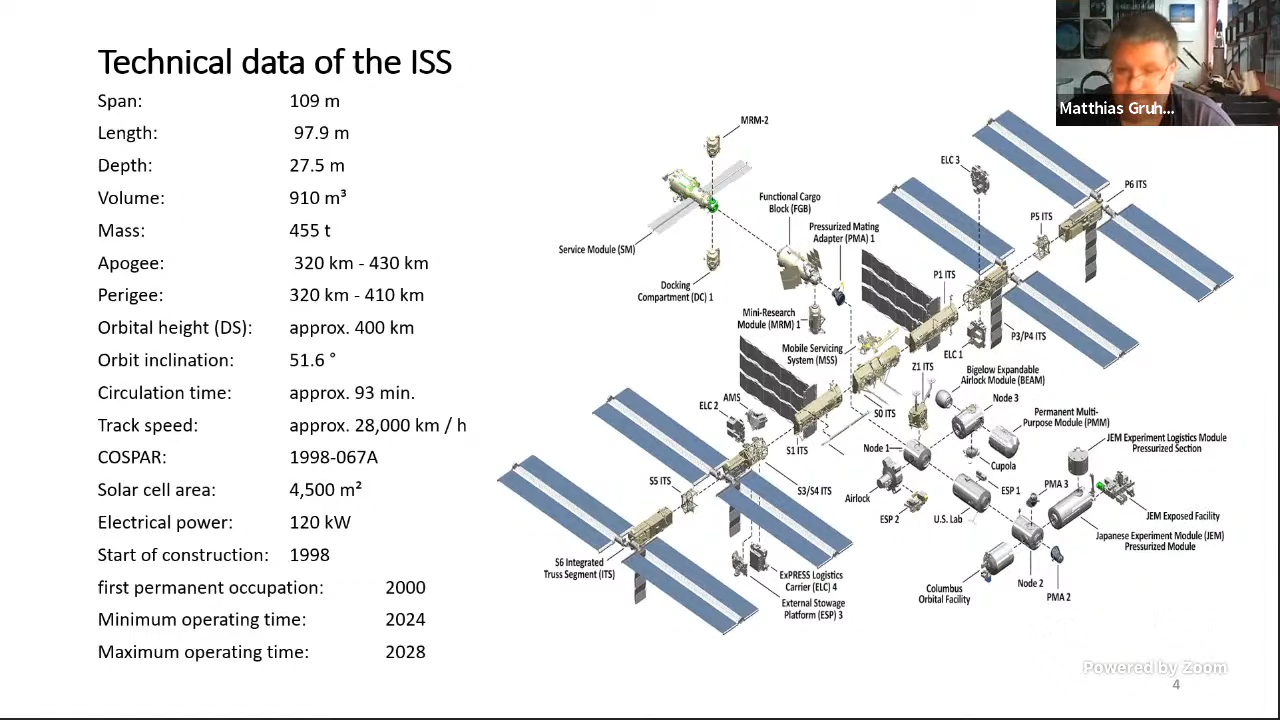 Technical data of the ISS
Span: 109 m
Length: 97.9 m
Depth: 27.5 m
Volume: 910 m³
Mass: 455 t
Apogee: 320 km - 430 km
Perigee: 320 km - 410 km
Orbital height (DS): approx. 400 km
Orbit inclination: 51.6 °
Circulation time: approx. 93 min.
Track speed: approx. 28,000 km / h
COSPAR: 1998-067A
Solar cell area: 4,500 m²
Electrical power: 120 kW
Start of construction: 1998
first permanent occupation: 2000
Minimum operating time: 2024
Maximum operating time: 2028
Matthias Gruh...
MRM-2
ELC 3
P6 ITS
Functional Cargo
Block (FGB)
P5 ITS
Pressurized Mating
Adapter (PMA) 1
Service Module (SM)
P1 ITS
Docking
Compartment (DC) 1
Mini-Research
Module (MRM) 1
P3/P4 ITS
Mobile Servicing
System (MSS)
ELC 1
Z1 ITS
Bigelow Expandable
Airlock Module (BEAM)
AMS
ELC 2
Node 3
S0 ITS
Permanent Multi-
Purpose Module (PMM)
JEM Experiment Logistics Module
Pressurized Section
S1 ITS
Node 1
Cupola
S5 ITS
S3/S4 ITS
Airlock
ESP 1
PMA 3
ESP 2
U.S. Lab
JEM Exposed Facility
Japanese Experiment Module (JEM)
Pressurized Module
S6 Integrated
Truss Segment (ITS)
ExPRESS Logistics
Carrier (ELC) 4
Node 2
Columbus
Orbital Facility
PMA 2
External Stowage
Platform (ESP) 3
Powered by Zoom
4